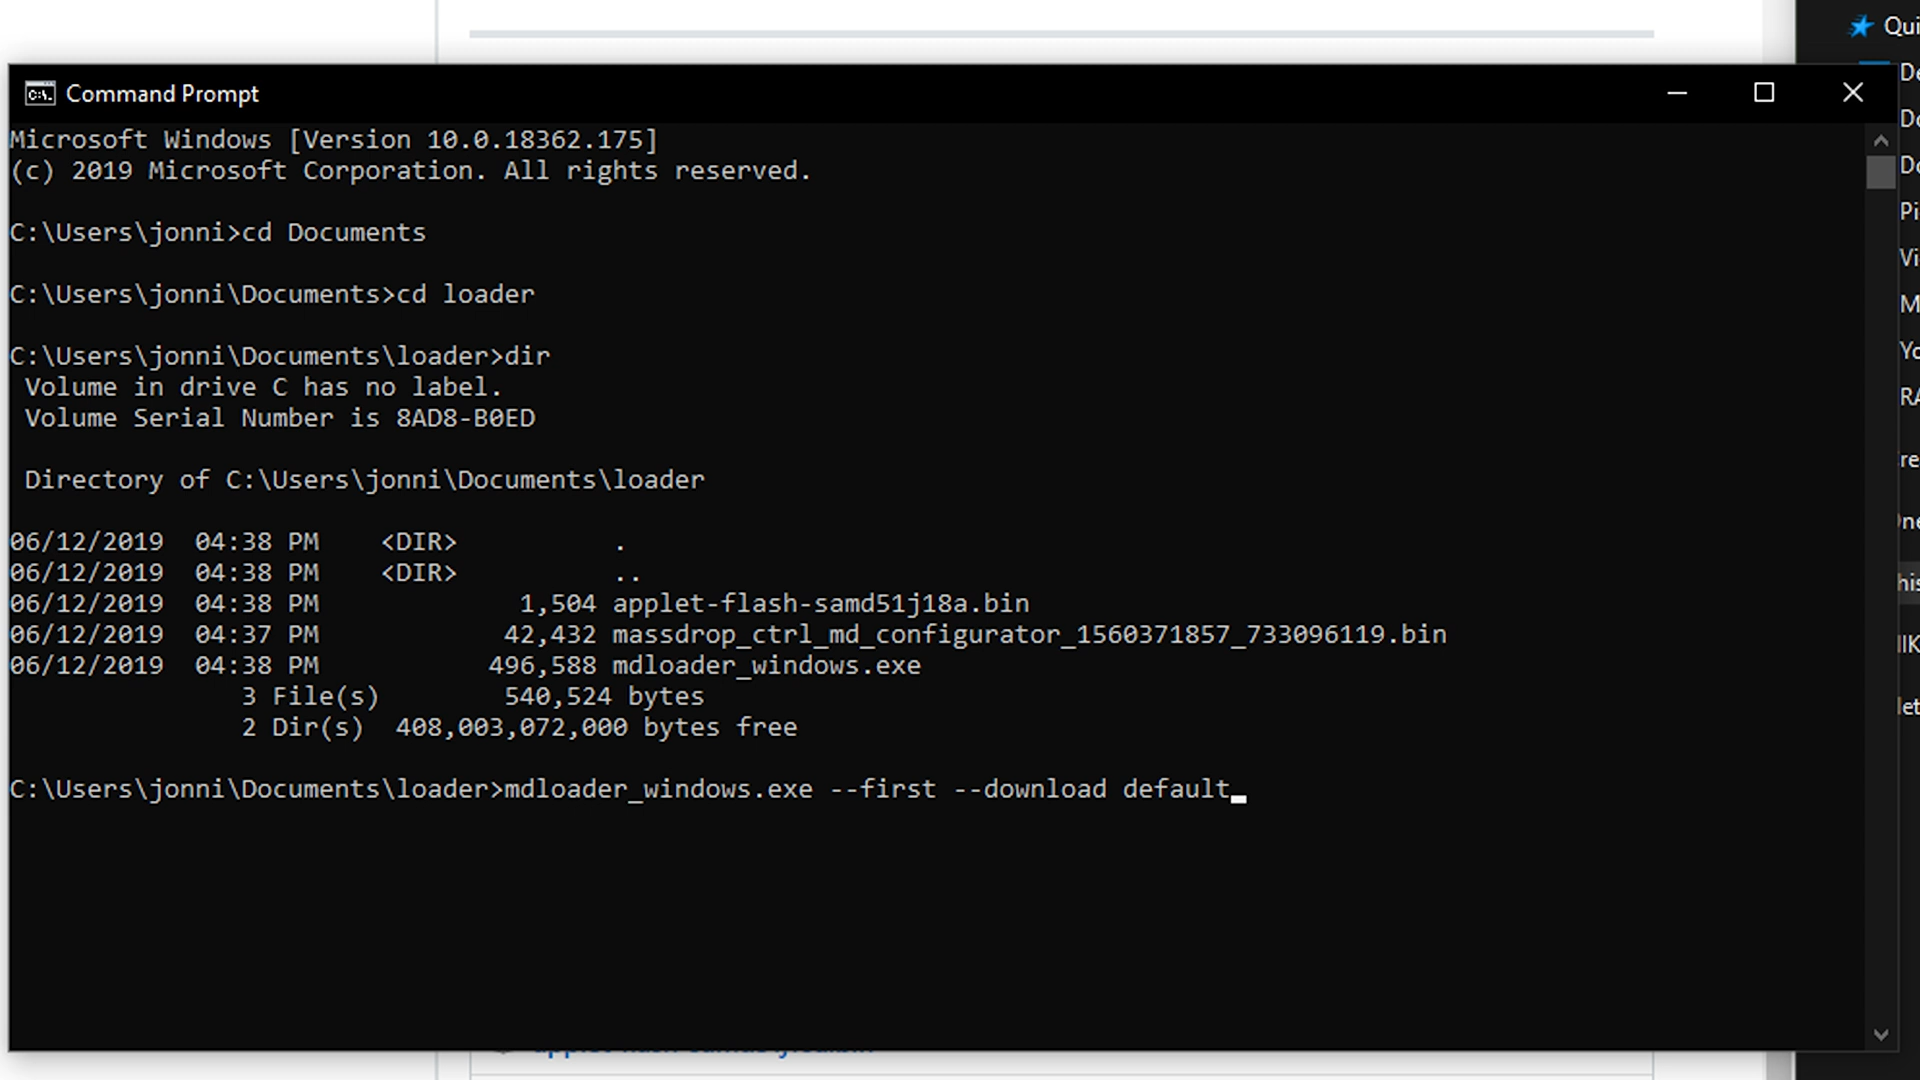 Qui
Command Prompt
Microsoft Windows [Version 10.0.18362.175]
(c) 2019 Microsoft Corporation. All rights reserved.
C:\Users\jonni>cd Documents
C:\Users\jonni\Documents>cd loader
C:\Users\jonni\Documents\loader>dir
Volume in drive C has no label.
Volume Serial Number is 8AD8-B0ED
Directory of C:\Users\jonni\Documents\loader
06/12/2019  04:38 PM    <DIR>          .
06/12/2019  04:38 PM    <DIR>          ..
06/12/2019  04:38 PM             1,504 applet-flash-samd51j18a.bin
06/12/2019  04:37 PM            42,432 massdrop_ctrl_md_configurator_1560371857_733096119.bin
06/12/2019  04:38 PM           496,588 mdloader_windows.exe
3 File(s)        540,524 bytes
2 Dir(s)  408,003,072,000 bytes free
C:\Users\jonni\Documents\loader>mdloader_windows.exe --first --download default